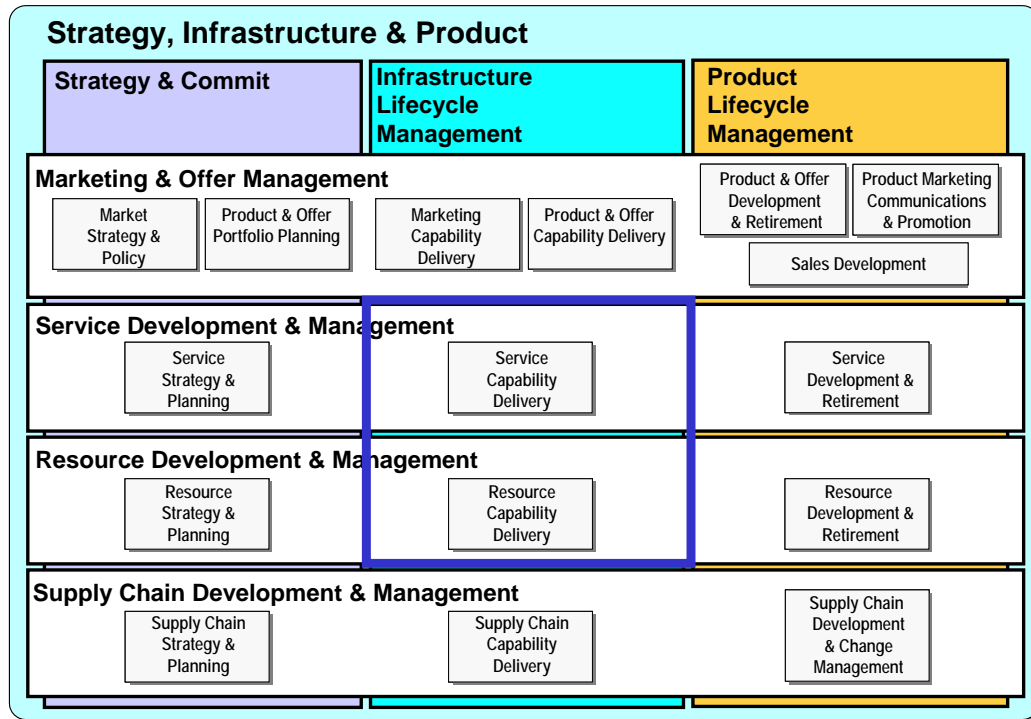 Strategy, Infrastructure & Product
Strategy & Commit
Infrastructure
Lifecycle
Management
Product
Lifecycle
Management
Marketing & Offer Management
Market
Strategy &
Policy
Product & Offer
Portfolio Planning
Marketing
Capability
Delivery
Product & Offer
Capability Delivery
Product & Offer
Development
& Retirement
Product Marketing
Communications
& Promotion
Sales Development
Service Development & Management
Service
Strategy &
Planning
Service
Capability
Delivery
Service
Development &
Retirement
Resource Development & Management
Resource
Strategy &
Planning
Resource
Capability
Delivery
Resource
Development &
Retirement
Supply Chain Development & Management
Supply Chain
Strategy &
Planning
Supply Chain
Capability
Delivery
Supply Chain
Development
& Change
Management